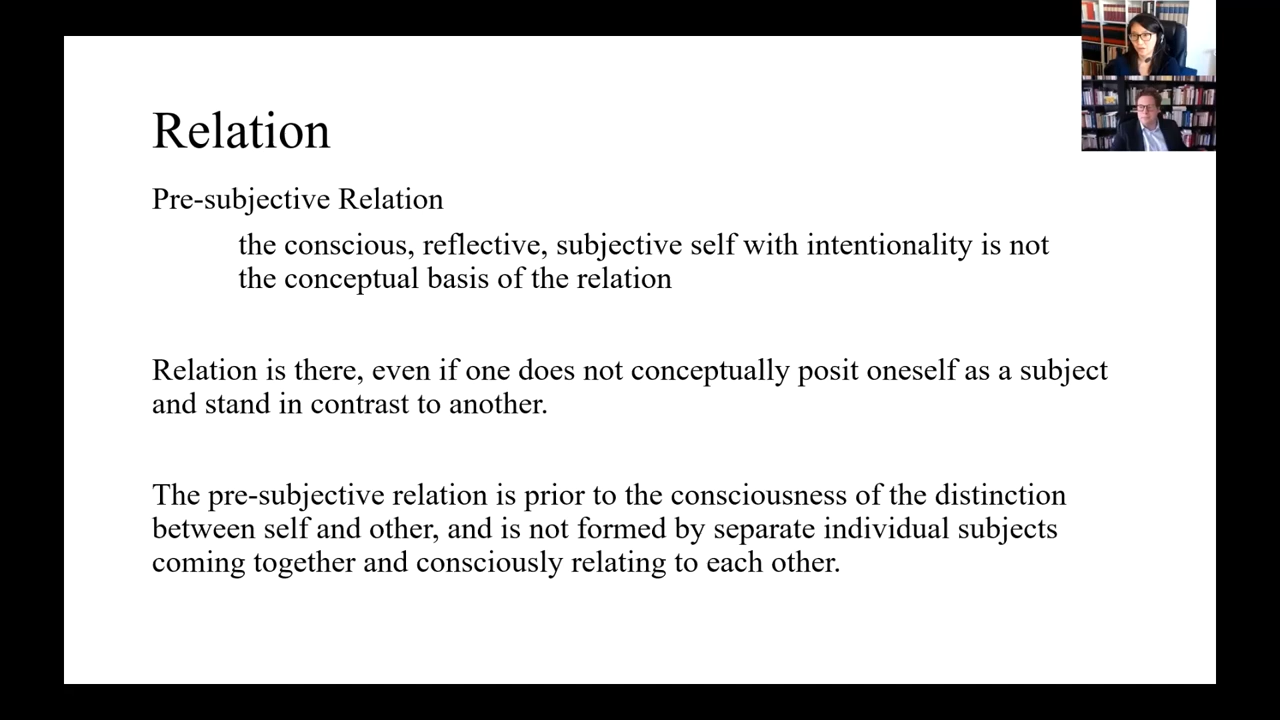 Relation
Pre-subjective Relation
the conscious, reflective, subjective self with intentionality is not
the conceptual basis of the relation
Relation is there, even if one does not conceptually posit oneself as a subject
and stand in contrast to another.
The pre-subjective relation is prior to the consciousness of the distinction
between self and other, and is not formed by separate individual subjects
coming together and consciously relating to each other.